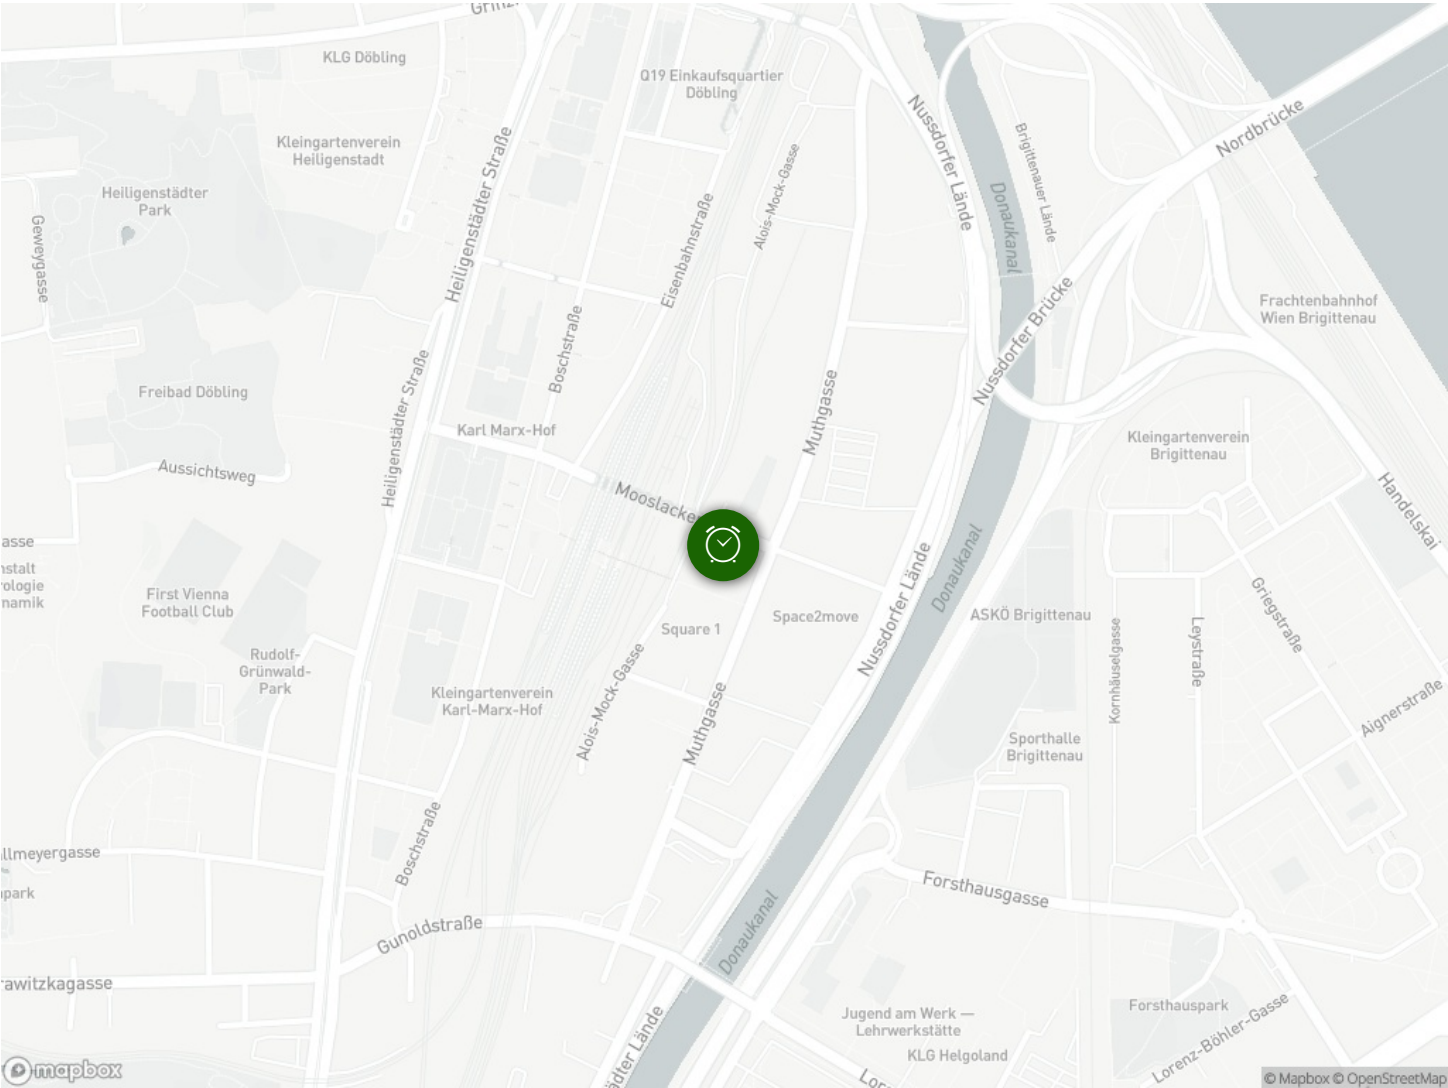 KLG Döbling
Q19 Einkaufsquartier
Döbling
Kleingartenverein
Heiligenstadt
Heiligenstädter
Park
Geweygasse
Heiligenstädter Straße
Eisenbahnstraße
Alois-Mock-Gasse
Nussdorfer Lände
Donaukanal
Brigittenauer Lände
Nordbrücke
Nussdorfer Brücke
Frachtenbahnhof
Wien Brigittenau
Boschstraße
Freibad Döbling
Heiligenstädter Straße
Karl Marx-Hof
Muthgasse
Aussichtsweg
Kleingartenverein
Brigittenau
Handelskai
Mooslacke
asse
nstalt
rologie
namik
First Vienna
Football Club
Square 1
Space2move
Nussdorfer Lände
Donaukanal
ASKÖ Brigittenau
Kornhäuselgasse
Leystraße
Griegstraße
Rudolf-
Grünwald-
Park
Kleingartenverein
Karl-Marx-Hof
Alois-Mock-Gasse
Muthgasse
Aignerstraße
Sporthalle
Brigittenau
Boschstraße
llmeyergasse
park
Forsthausgasse
Gunoldstraße
Donaukanal
rawitzkagasse
Jugend am Werk —
Lehrwerkstätte
Forsthauspark
KLG Helgoland
Lorenz-Böhler-Gasse
ädter Lände
Lor
mapbox
© Mapbox © OpenStreetMap